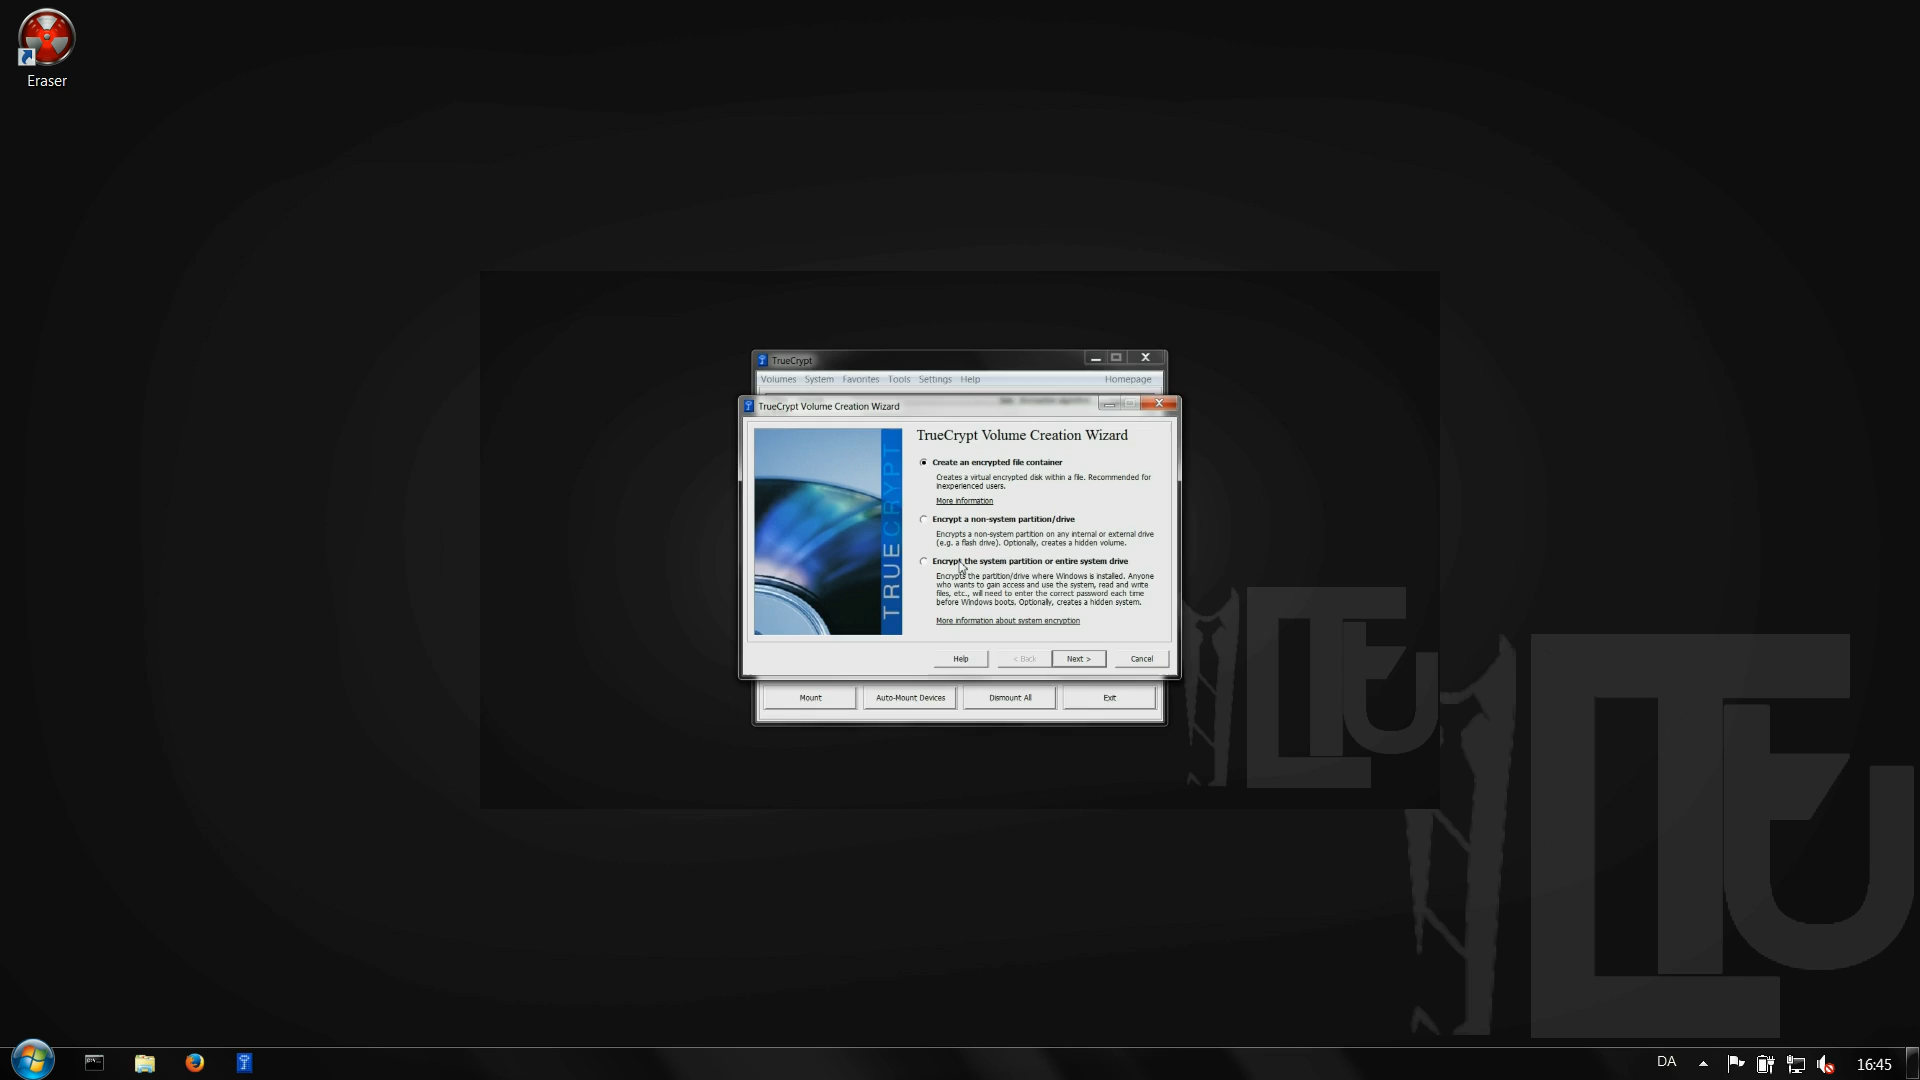 Eraser
TrueCrypt
Volumes System Favorites Tools Settings Help Homepage
TrueCrypt Volume Creation Wizard
TRUECRYPT
TrueCrypt Volume Creation Wizard
Create an encrypted file container
Creates a virtual encrypted disk within a file. Recommended for
inexperienced users.
More information
Encrypt a non-system partition/drive
Encrypts a non-system partition on any internal or external drive
(e.g. a flash drive). Optionally, creates a hidden volume.
Encrypt the system partition or entire system drive
Encrypts the partition/drive where Windows is installed. Anyone
who wants to gain access and use the system, read and write
files, etc., will need to enter the correct password each time
before Windows boots. Optionally, creates a hidden system.
More information about system encryption
Help < Back Next > Cancel
Mount Auto-Mount Devices Dismount All Exit
DA 16:45